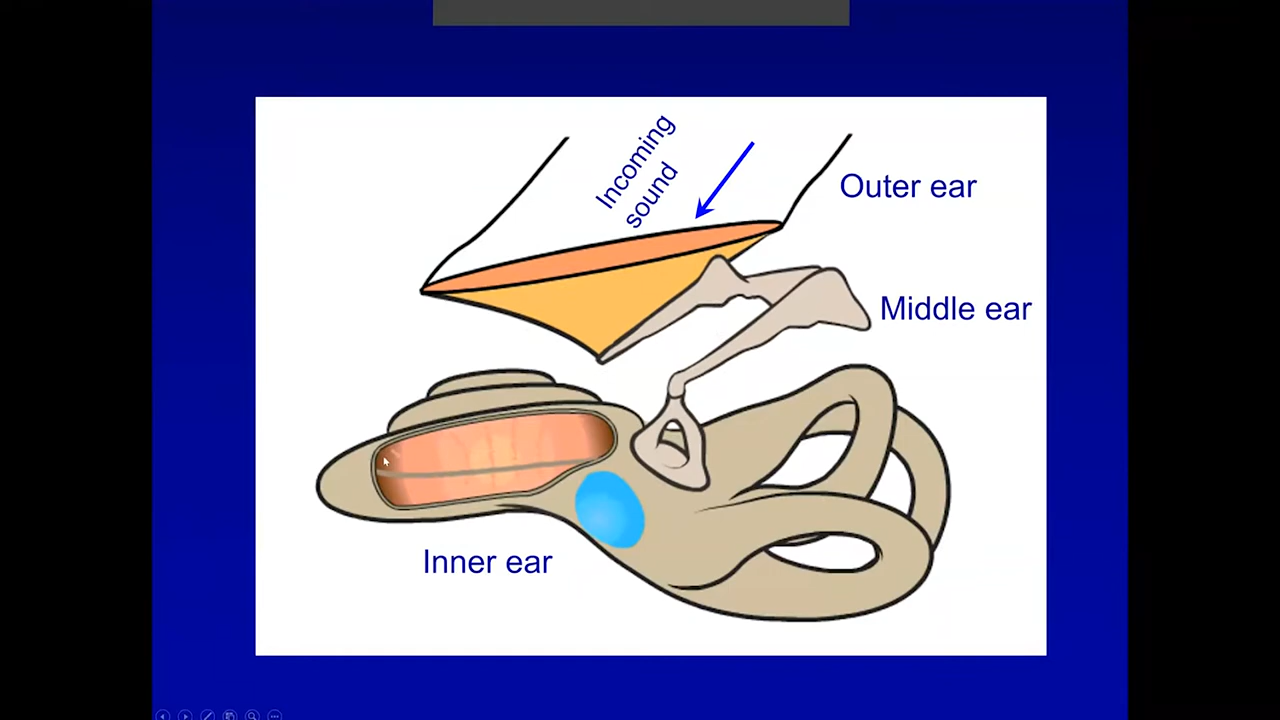 Incoming
sound
Outer ear
Middle ear
Inner ear